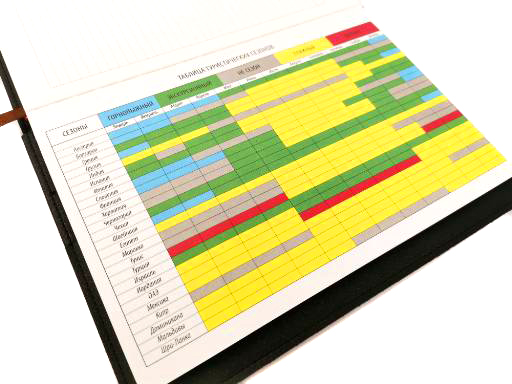 ТАБЛИЦА ТУРИСТИЧЕСКИХ СЕЗОНОВ
СЕЗОНЫ ГОРНОЛЫЖНЫЙ ЭКСКУРСИОННЫЙ НЕ СЕЗОН ПЛЯЖНЫЙ
Январь Февраль Март Апрель Май Июнь Июль
Австрия
Болгария
Греция
Грузия
Индия
Испания
Италия
Словения
Франция
Хорватия
Черногория
Чехия
Швейцария
Египет
Марокко
Тунис
Турция
Израиль
Иордания
ОАЭ
Мексика
Кипр
Доминикана
Мальдивы
Шри-Ланка